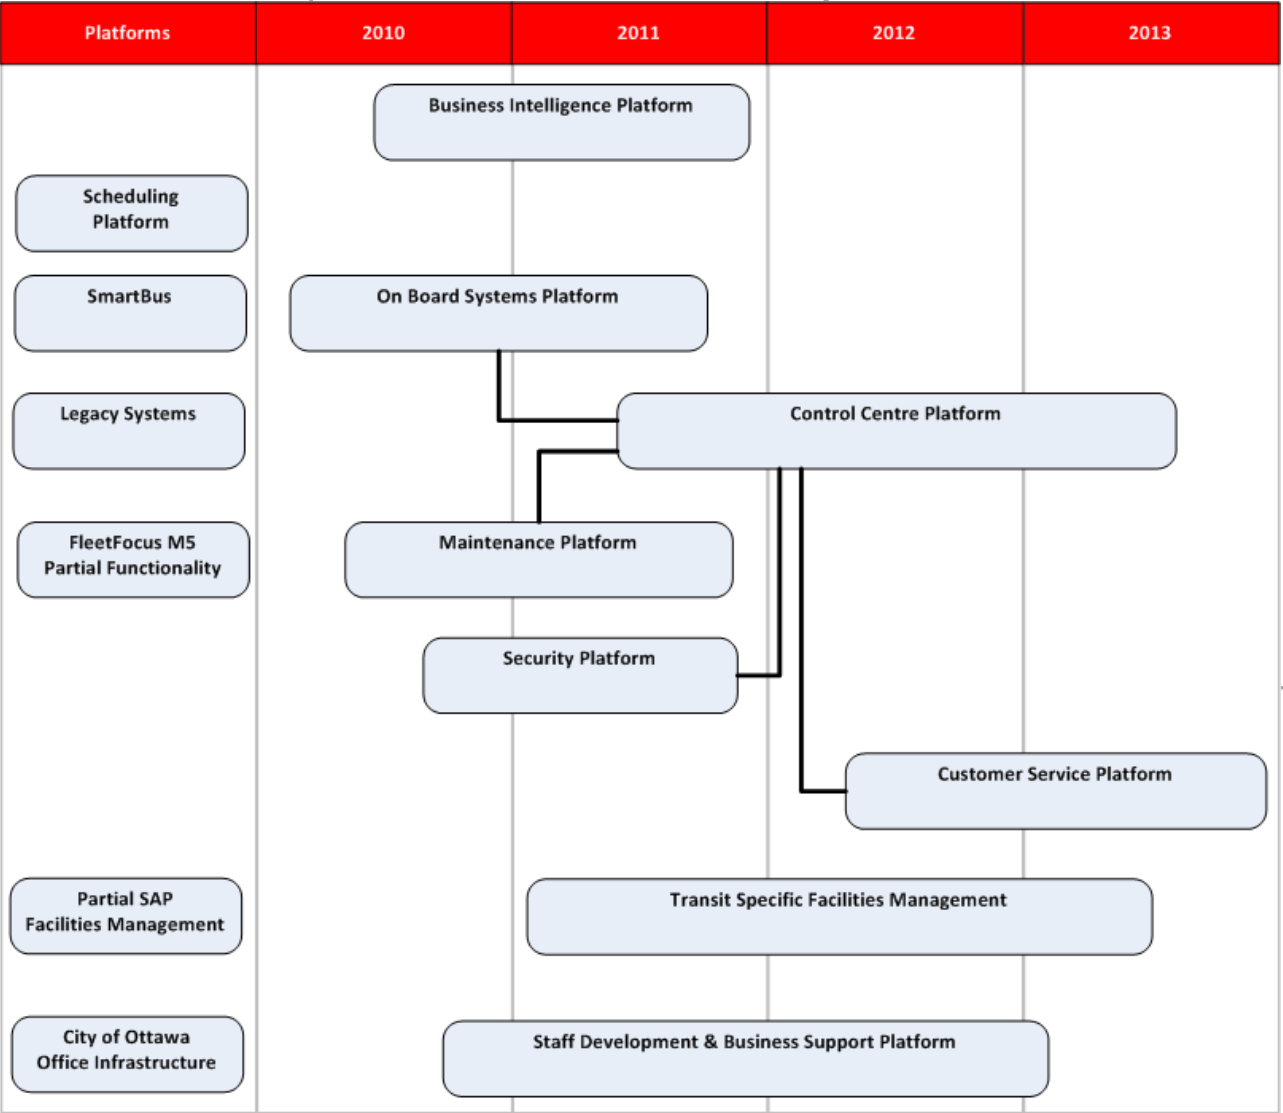 Platforms 2010 2011 2012 2013
Business Intelligence Platform
Scheduling
Platform
SmartBus
On Board Systems Platform
Legacy Systems
Control Centre Platform
FleetFocus M5
Partial Functionality
Maintenance Platform
Security Platform
Customer Service Platform
Partial SAP
Facilities Management
Transit Specific Facilities Management
City of Ottawa
Office Infrastructure
Staff Development & Business Support Platform